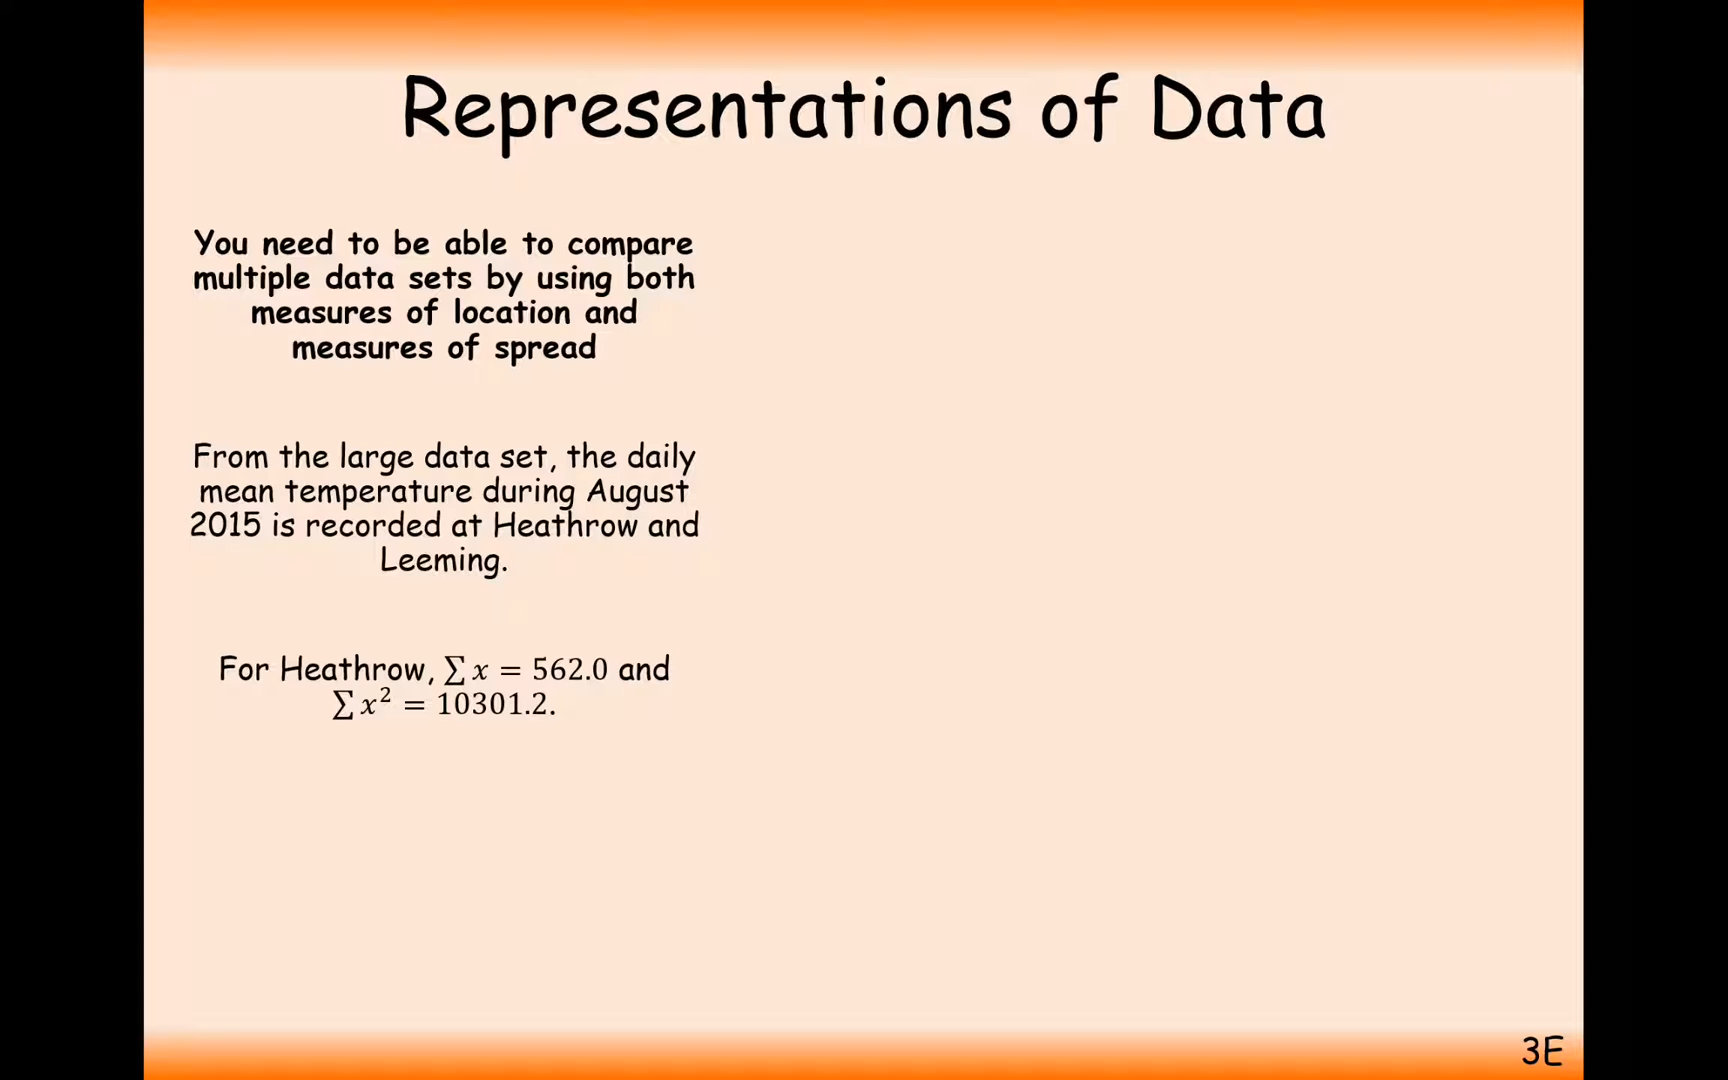 Representations of Data
You need to be able to compare
multiple data sets by using both
measures of location and
measures of spread
From the large data set, the daily
mean temperature during August
2015 is recorded at Heathrow and
Leeming.
For Heathrow, ∑ x = 562.0 and
∑ x² = 10301.2.
3E